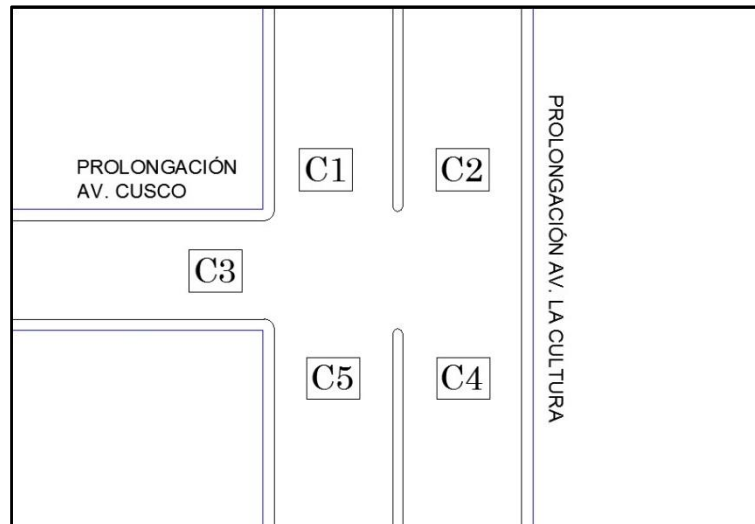 C1
C2
PROLONGACIÓN
AV. CUSCO
C3
C5
C4
PROLONGACIÓN AV. LA CULTURA